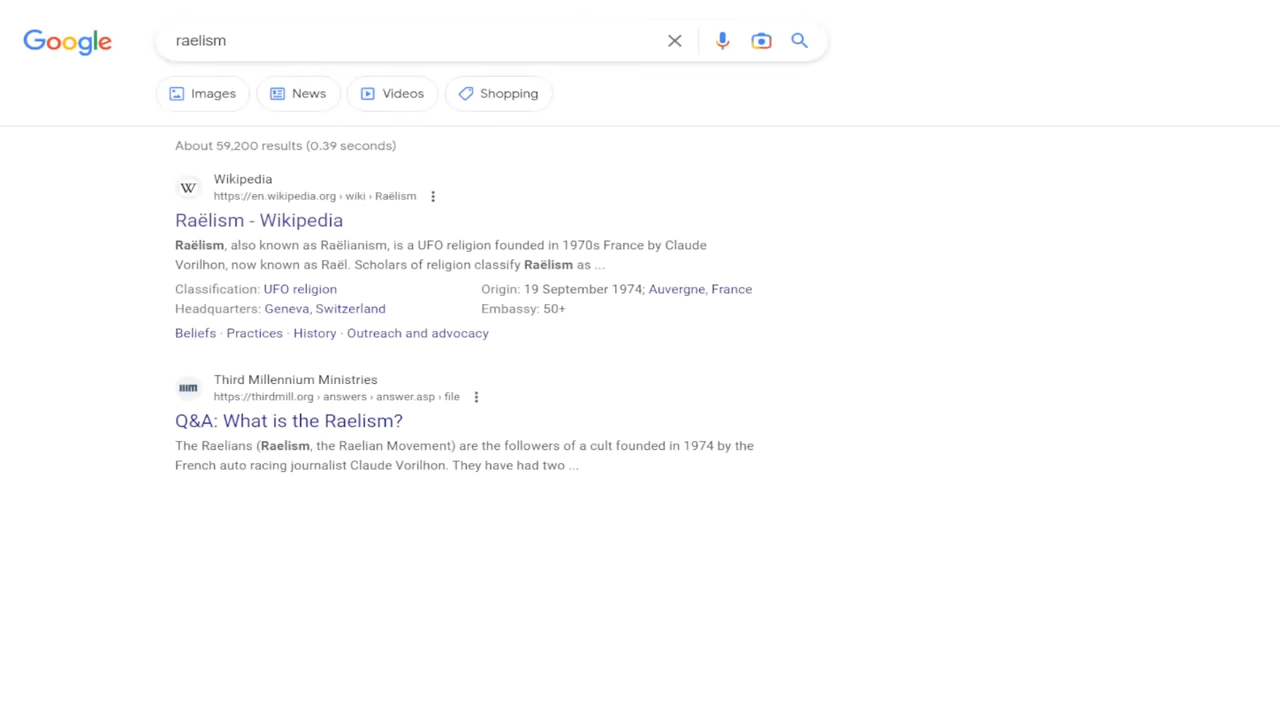 Google
raelism
Images News Videos Shopping
About 59,200 results (0.39 seconds)
W
Wikipedia
https://en.wikipedia.org › wiki › Raëlism
Raëlism - Wikipedia
Raëlism, also known as Raëlianism, is a UFO religion founded in 1970s France by Claude
Vorilhon, now known as Raël. Scholars of religion classify Raëlism as ...
Classification: UFO religion Origin: 19 September 1974; Auvergne, France
Headquarters: Geneva, Switzerland Embassy: 50+
Beliefs · Practices · History · Outreach and advocacy
Third Millennium Ministries
https://thirdmill.org › answers › answer.asp › file
Q&A: What is the Raelism?
The Raelians (Raelism, the Raelian Movement) are the followers of a cult founded in 1974 by the
French auto racing journalist Claude Vorilhon. They have had two ...